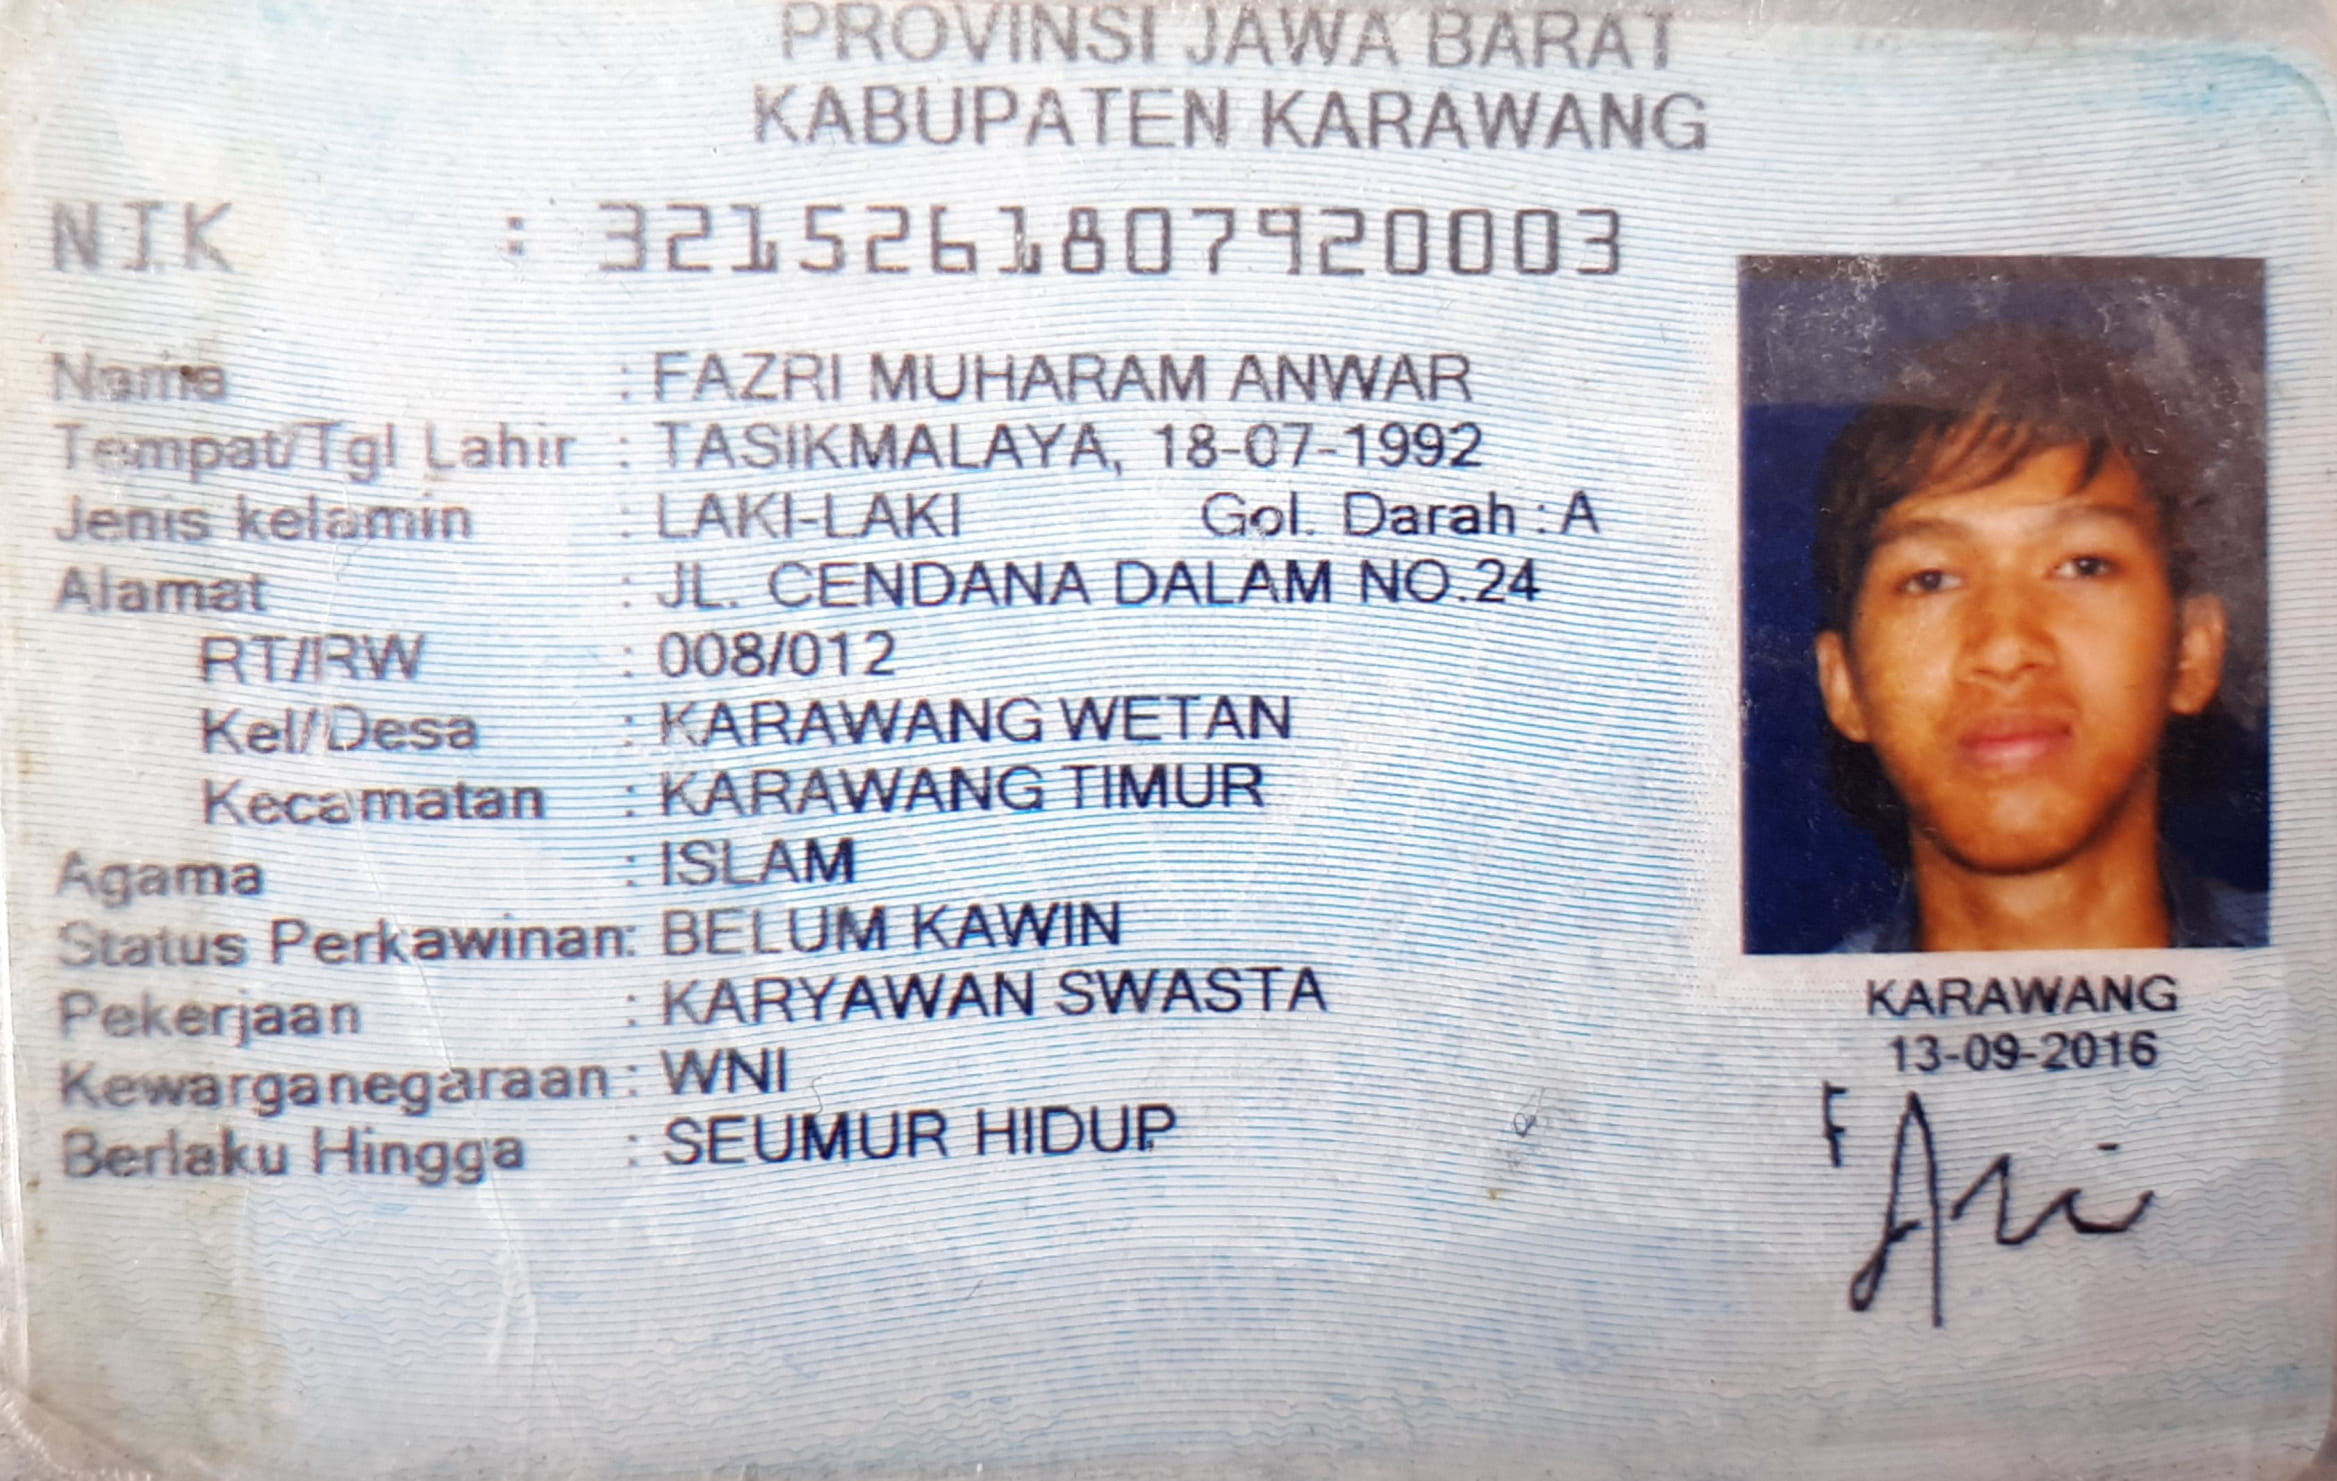 PROVINSI JAWA BARAT
KABUPATEN KARAWANG
NIK : 3215261807920003
Nama : FAZRI MUHARAM ANWAR
Tempat/Tgl Lahir : TASIKMALAYA, 18-07-1992
Jenis kelamin : LAKI-LAKI Gol. Darah : A
Alamat : JL. CENDANA DALAM NO.24
RT/RW : 008/012
Kel/Desa : KARAWANG WETAN
Kecamatan : KARAWANG TIMUR
Agama : ISLAM
Status Perkawinan: BELUM KAWIN
Pekerjaan : KARYAWAN SWASTA
Kewarganegaraan : WNI
Berlaku Hingga : SEUMUR HIDUP
KARAWANG
13-09-2016